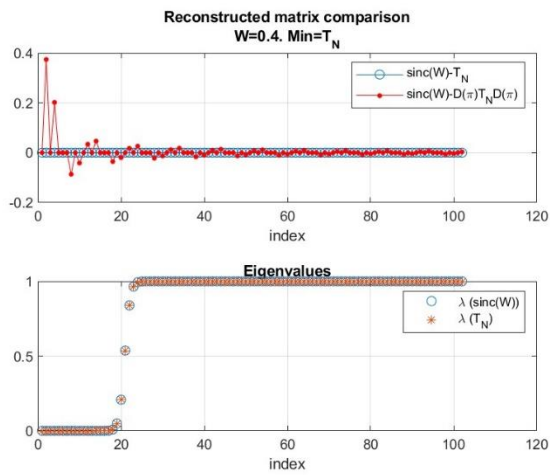 Reconstructed matrix comparison
W=0.4. Min=T_N
0.4
0.2
0
-0.2
0
20
40
60
80
100
120
index
sinc(W)-T_N
sinc(W)-D(π)T_ND(π)
Eigenvalues
1
0.5
0
0
20
40
60
80
100
120
index
λ (sinc(W))
λ (T_N)